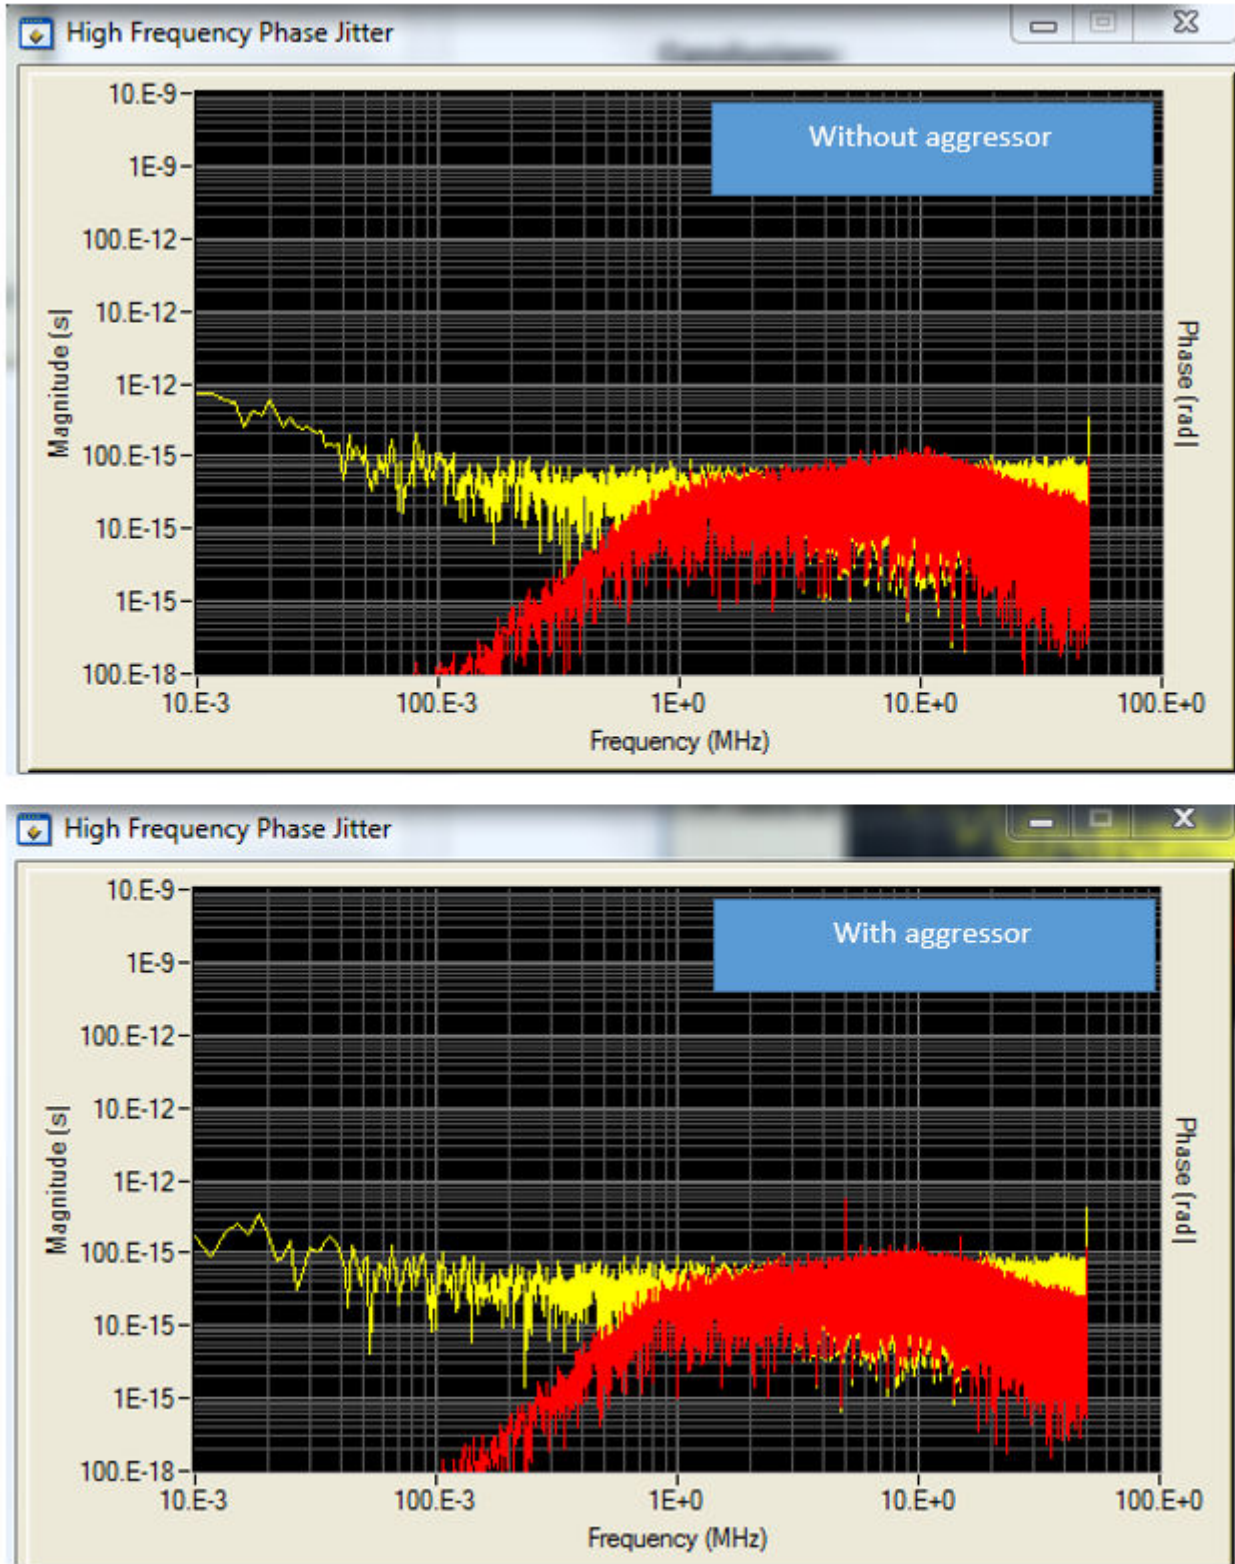 High Frequency Phase Jitter
Without aggressor
10.E-9
1E-9
100.E-12
10.E-12
1E-12
100.E-15
10.E-15
1E-15
100.E-18
Magnitude (s)
Phase (rad)
10.E-3 100.E-3 1E+0 10.E+0 100.E+0
Frequency (MHz)
High Frequency Phase Jitter
With aggressor
10.E-9
1E-9
100.E-12
10.E-12
1E-12
100.E-15
10.E-15
1E-15
100.E-18
Magnitude (s)
Phase (rad)
10.E-3 100.E-3 1E+0 10.E+0 100.E+0
Frequency (MHz)